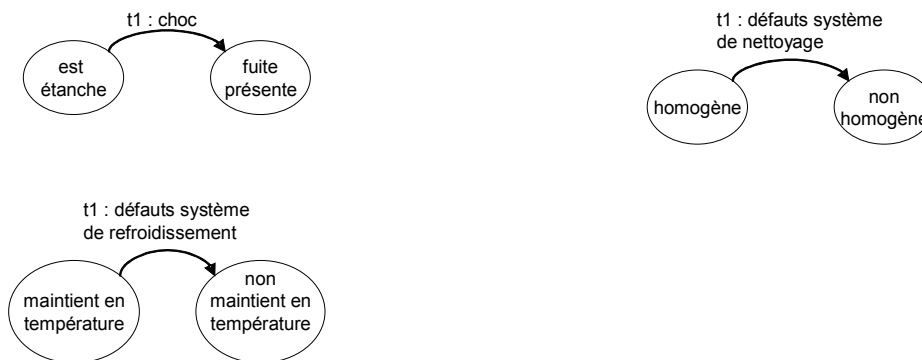 t1 : choc
est
étanche
fuite
présente
t1 : défauts système
de nettoyage
homogène
non
homogène
t1 : défauts système
de refroidissement
maintient en
température
non
maintient en
température